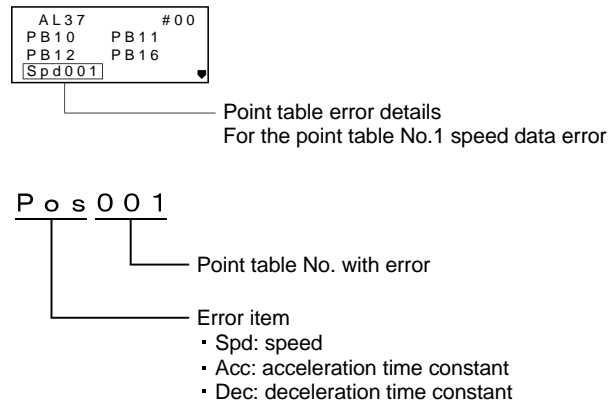 AL37 #00
PB10 PB11
PB12 PB16
Spd001
Point table error details
For the point table No.1 speed data error
Pos001
Point table No. with error
Error item
· Spd: speed
· Acc: acceleration time constant
· Dec: deceleration time constant